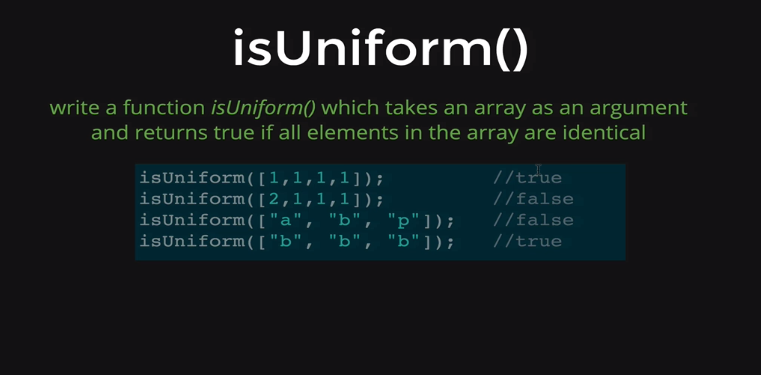 isUniform()
write a function isUniform() which takes an array as an argument
and returns true if all elements in the array are identical
isUniform([1,1,1,1]); //true
isUniform([2,1,1,1]); //false
isUniform(["a", "b", "p"]); //false
isUniform(["b", "b", "b"]); //true